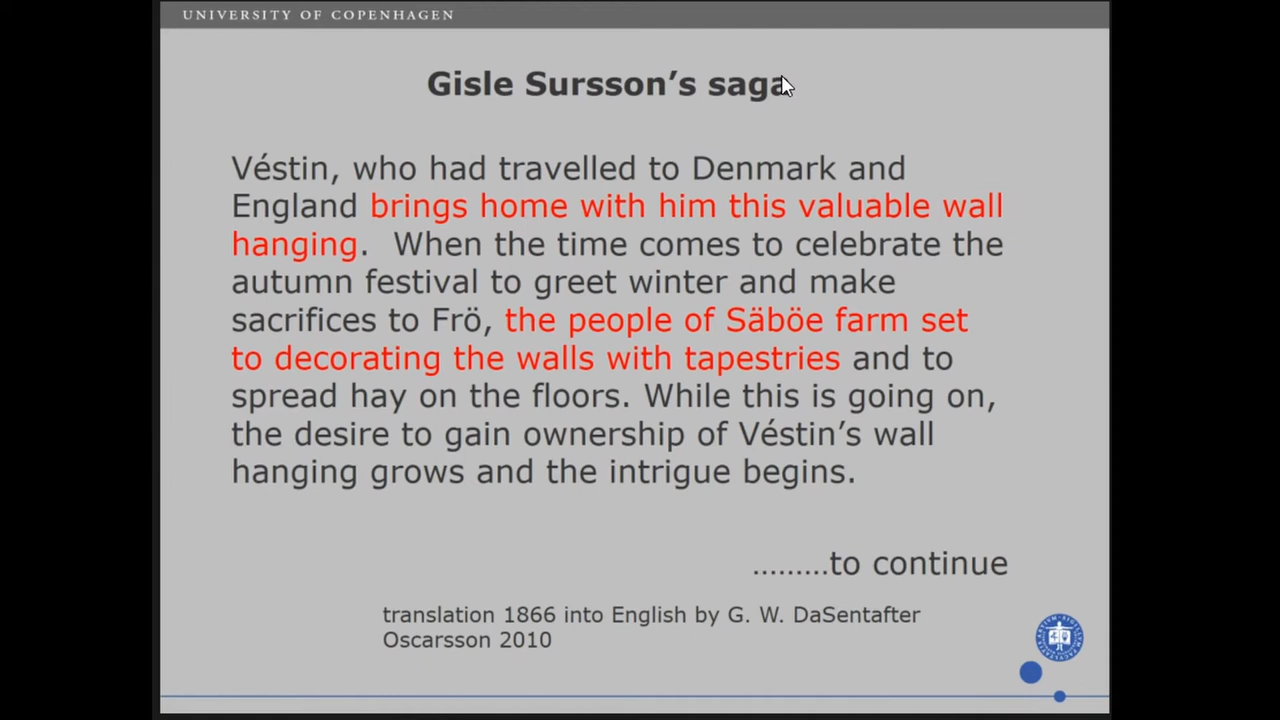 UNIVERSITY OF COPENHAGEN
Gisle Sursson’s saga
Véstin, who had travelled to Denmark and
England brings home with him this valuable wall
hanging.  When the time comes to celebrate the
autumn festival to greet winter and make
sacrifices to Frö, the people of Säböe farm set
to decorating the walls with tapestries and to
spread hay on the floors. While this is going on,
the desire to gain ownership of Véstin’s wall
hanging grows and the intrigue begins.
.........to continue
translation 1866 into English by G. W. DaSentafter
Oscarsson 2010